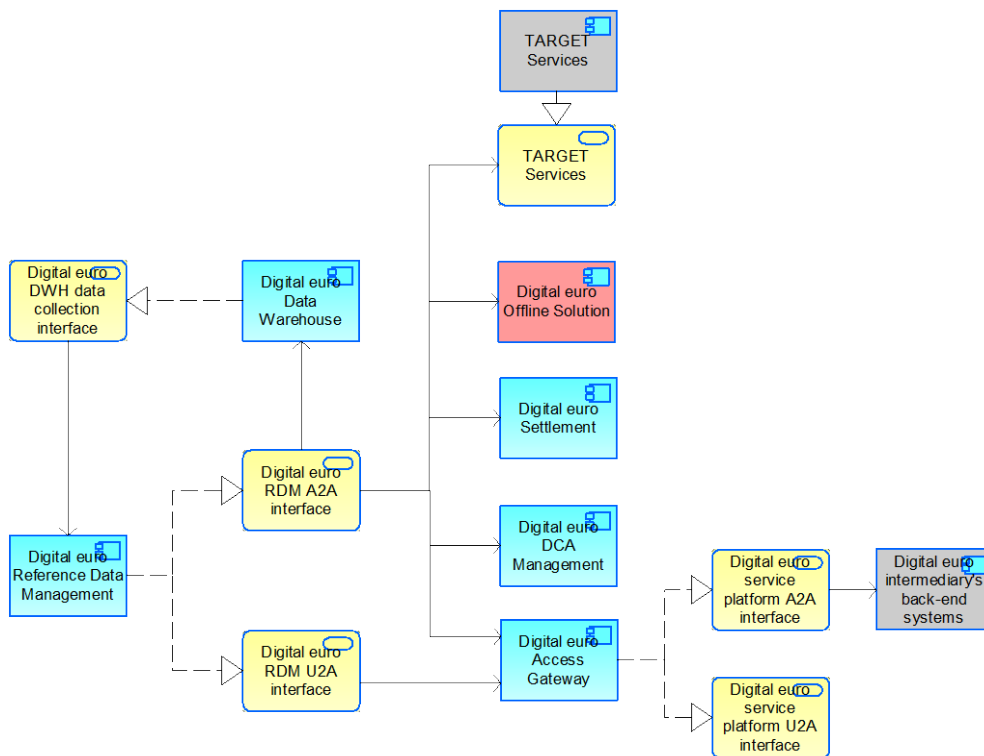 TARGET
Services
TARGET
Services
Digital euro
DWH data
collection
interface
Digital euro
Data
Warehouse
Digital euro
Offline Solution
Digital euro
Settlement
Digital euro
RDM A2A
interface
Digital euro
Reference Data
Management
Digital euro
DCA
Management
Digital euro
service
platform A2A
interface
Digital euro
intermediary's
back-end
systems
Digital euro
RDM U2A
interface
Digital euro
Access
Gateway
Digital euro
service
platform U2A
interface